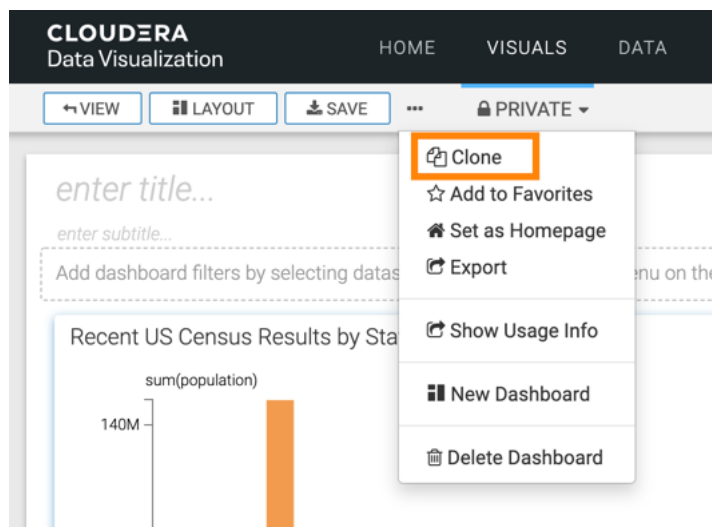 CLOUDERA
Data Visualization
HOME VISUALS DATA
VIEW LAYOUT SAVE ... PRIVATE
Clone
Add to Favorites
Set as Homepage
Export
Show Usage Info
New Dashboard
Delete Dashboard
enter title...
enter subtitle...
Add dashboard filters by selecting datas
enu on the
Recent US Census Results by Sta
sum(population)
140M